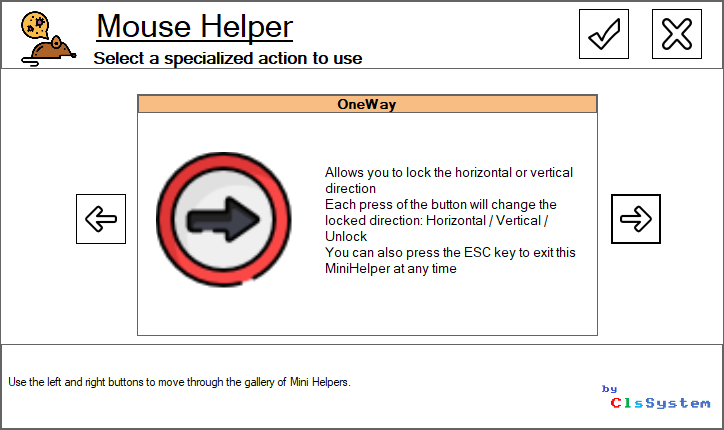 Mouse Helper
Select a specialized action to use
OneWay
Allows you to lock the horizontal or vertical
direction
Each press of the button will change the
locked direction: Horizontal / Vertical /
Unlock
You can also press the ESC key to exit this
MiniHelper at any time
Use the left and right buttons to move through the gallery of Mini Helpers.
by
ClsSystem